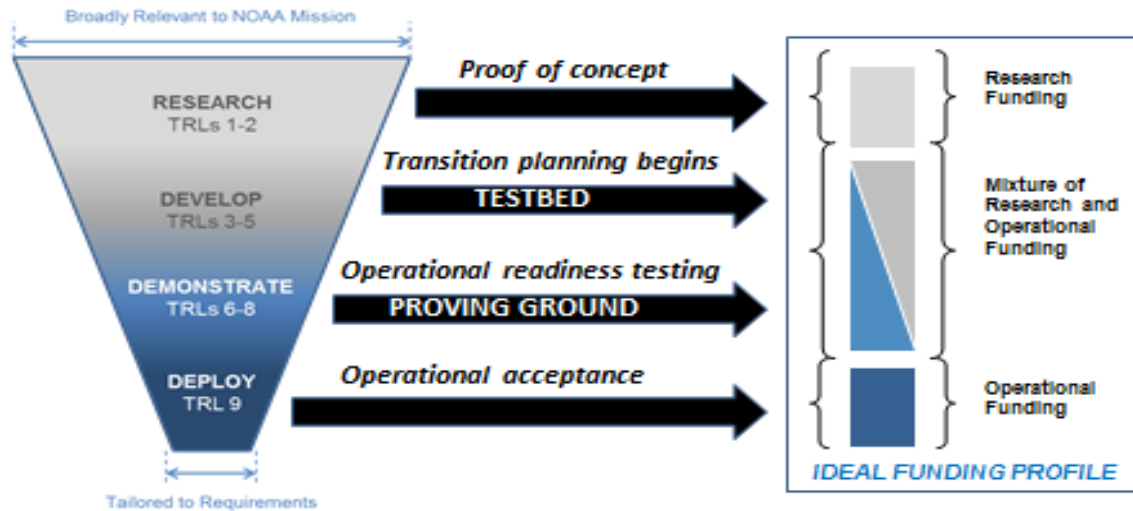 Broadly Relevant to NOAA Mission
RESEARCH
TRLs 1-2
DEVELOP
TRLs 3-5
DEMONSTRATE
TRLs 6-8
DEPLOY
TRL 9
Tailored to Requirements
Proof of concept
Transition planning begins
TESTBED
Operational readiness testing
PROVING GROUND
Operational acceptance
Research
Funding
Mixture of
Research and
Operational
Funding
Operational
Funding
IDEAL FUNDING PROFILE